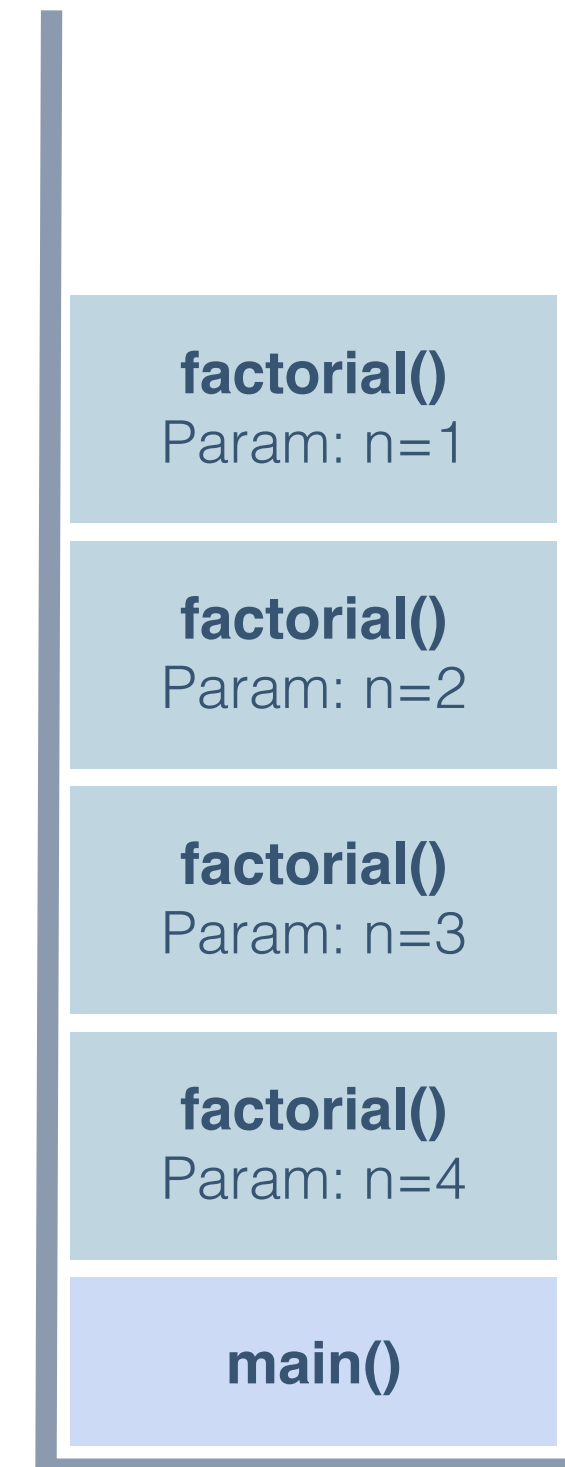 factorial()
Param: n=1
factorial()
Param: n=2
factorial()
Param: n=3
factorial()
Param: n=4
main()